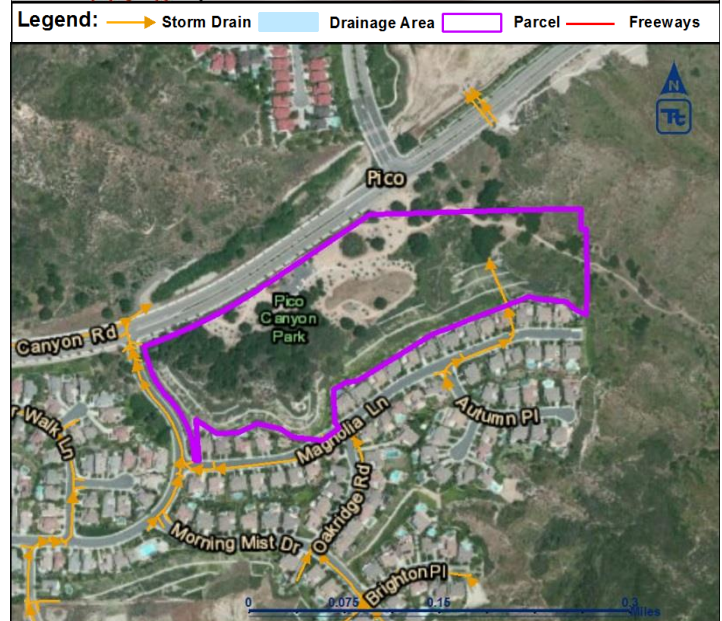 Legend: Storm Drain Drainage Area Parcel Freeways
N
Tt
Pico
Pico
Canyon
Park
Canyon Rd
r Walk Ln
Magnolia Ln
Autumn Pl
Oakridge Rd
Morning Mist Dr
Brighton Pl
0 0.075 0.15 0.3
Miles